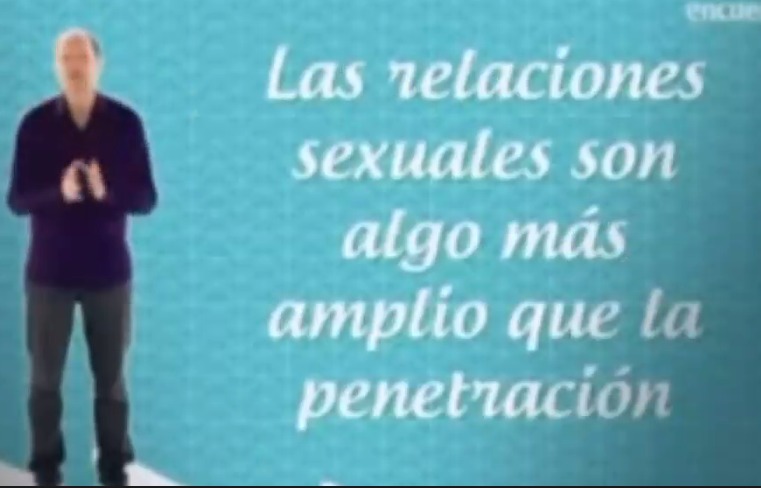 Las relaciones
sexuales son
algo más
amplio que la
penetración